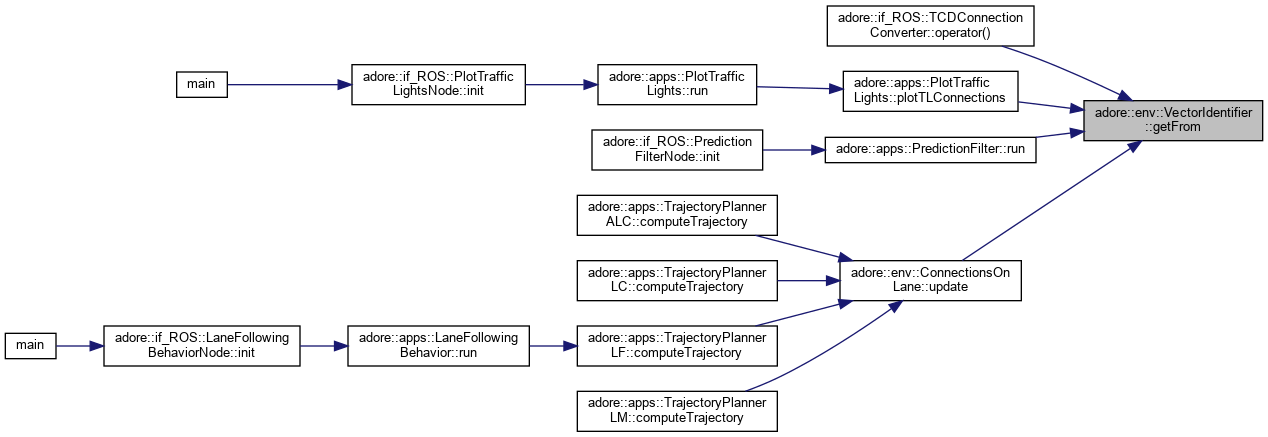 adore::if_ROS::TCDConnection
Converter::operator()
main
adore::if_ROS::PlotTraffic
LightsNode::init
adore::apps::PlotTraffic
Lights::run
adore::apps::PlotTraffic
Lights::plotTLConnections
adore::env::VectorIdentifier
::getFrom
adore::if_ROS::Prediction
FilterNode::init
adore::apps::PredictionFilter::run
adore::apps::TrajectoryPlanner
ALC::computeTrajectory
adore::apps::TrajectoryPlanner
LC::computeTrajectory
adore::env::ConnectionsOn
Lane::update
main
adore::if_ROS::LaneFollowing
BehaviorNode::init
adore::apps::LaneFollowing
Behavior::run
adore::apps::TrajectoryPlanner
LF::computeTrajectory
adore::apps::TrajectoryPlanner
LM::computeTrajectory